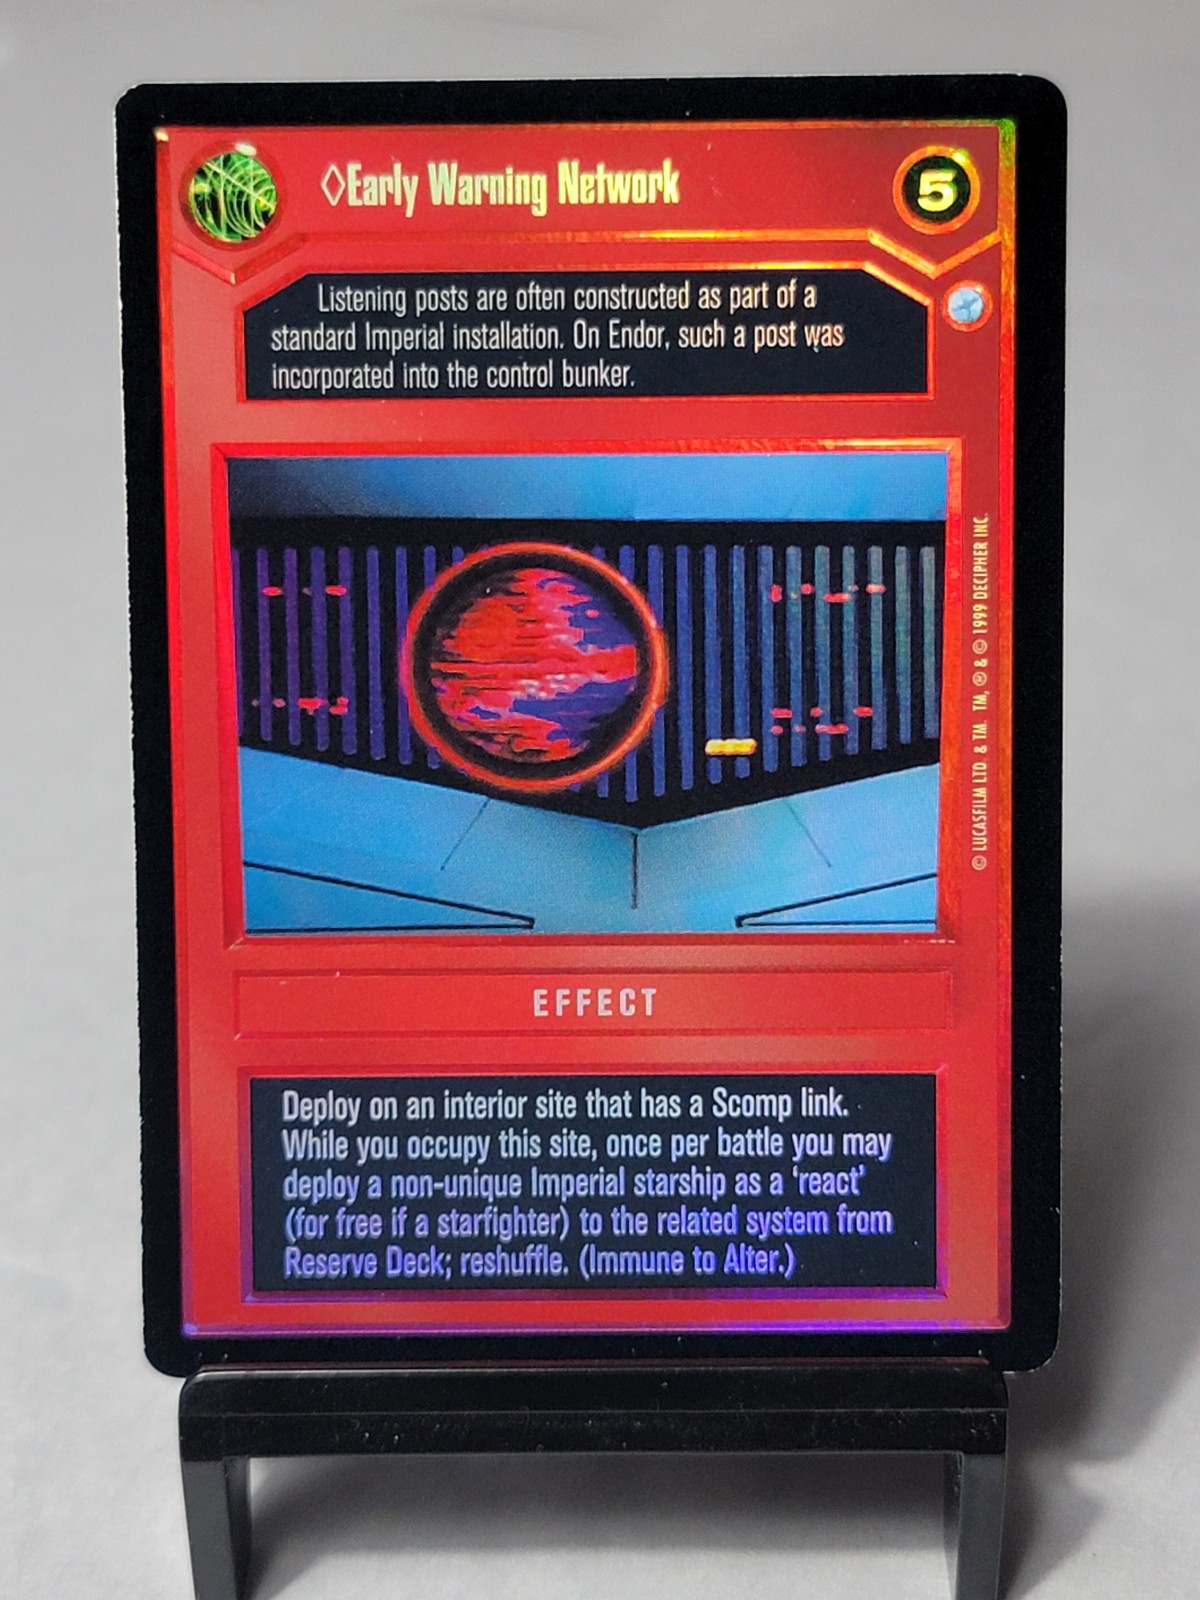 ◊Early Warning Network
5
Listening posts are often constructed as part of a
standard Imperial installation. On Endor, such a post was
incorporated into the control bunker.
© LUCASFILM LTD. & TM. TM, ® & © 1999 DECIPHER INC.
EFFECT
Deploy on an interior site that has a Scomp link.
While you occupy this site, once per battle you may
deploy a non-unique Imperial starship as a ‘react’
(for free if a starfighter) to the related system from
Reserve Deck; reshuffle. (Immune to Alter.)